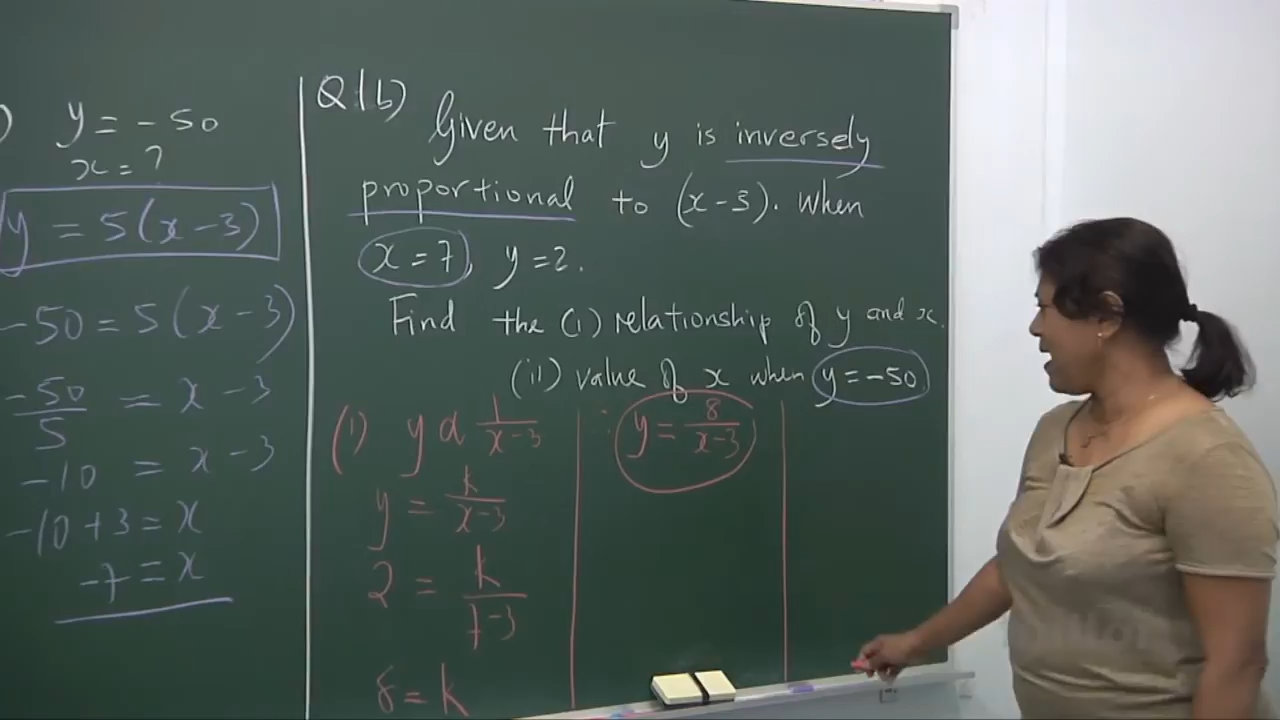 ) y = -50
x = ?
y = 5(x-3)
-50 = 5(x-3)
-50/5 = x-3
-10 = x-3
-10+3 = x
-7 = x
Q1b)
Given that y is inversely
proportional to (x-3). When
x = 7, y = 2.
Find the (i) relationship of y and x.
(ii) value of x when y = -50
(i) y α 1/x-3
y = k/x-3
2 = k/7-3
8 = k
∴ y = 8/x-3